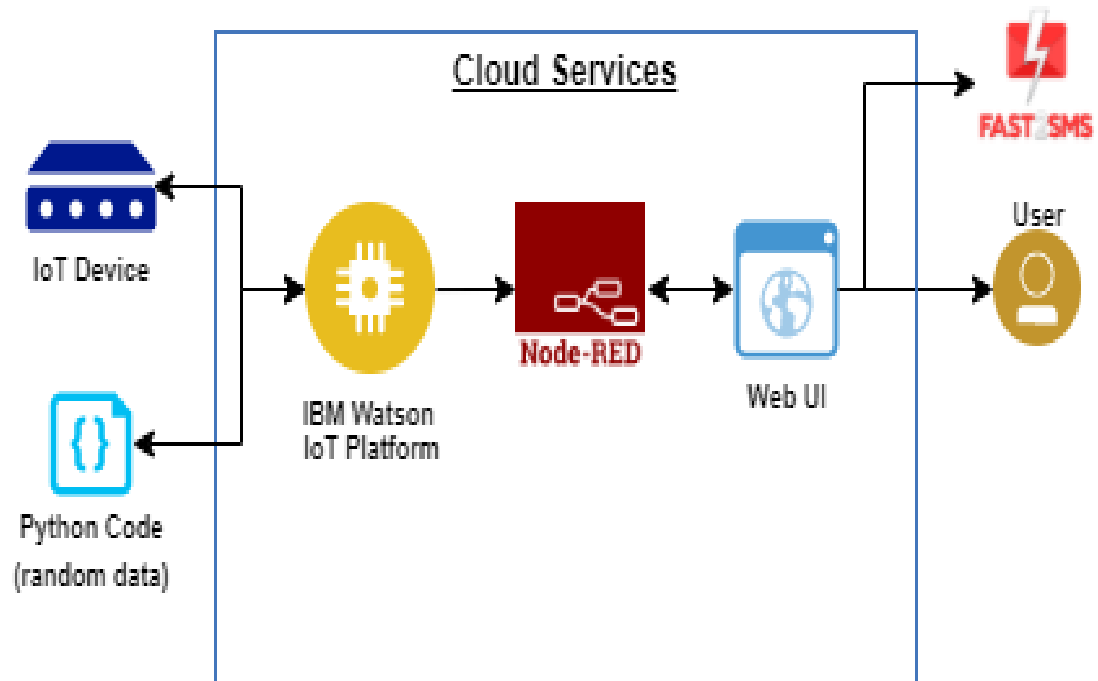 Cloud Services
FAST2SMS
IoT Device
User
Node-RED
IBM Watson
IoT Platform
Web UI
Python Code
(random data)